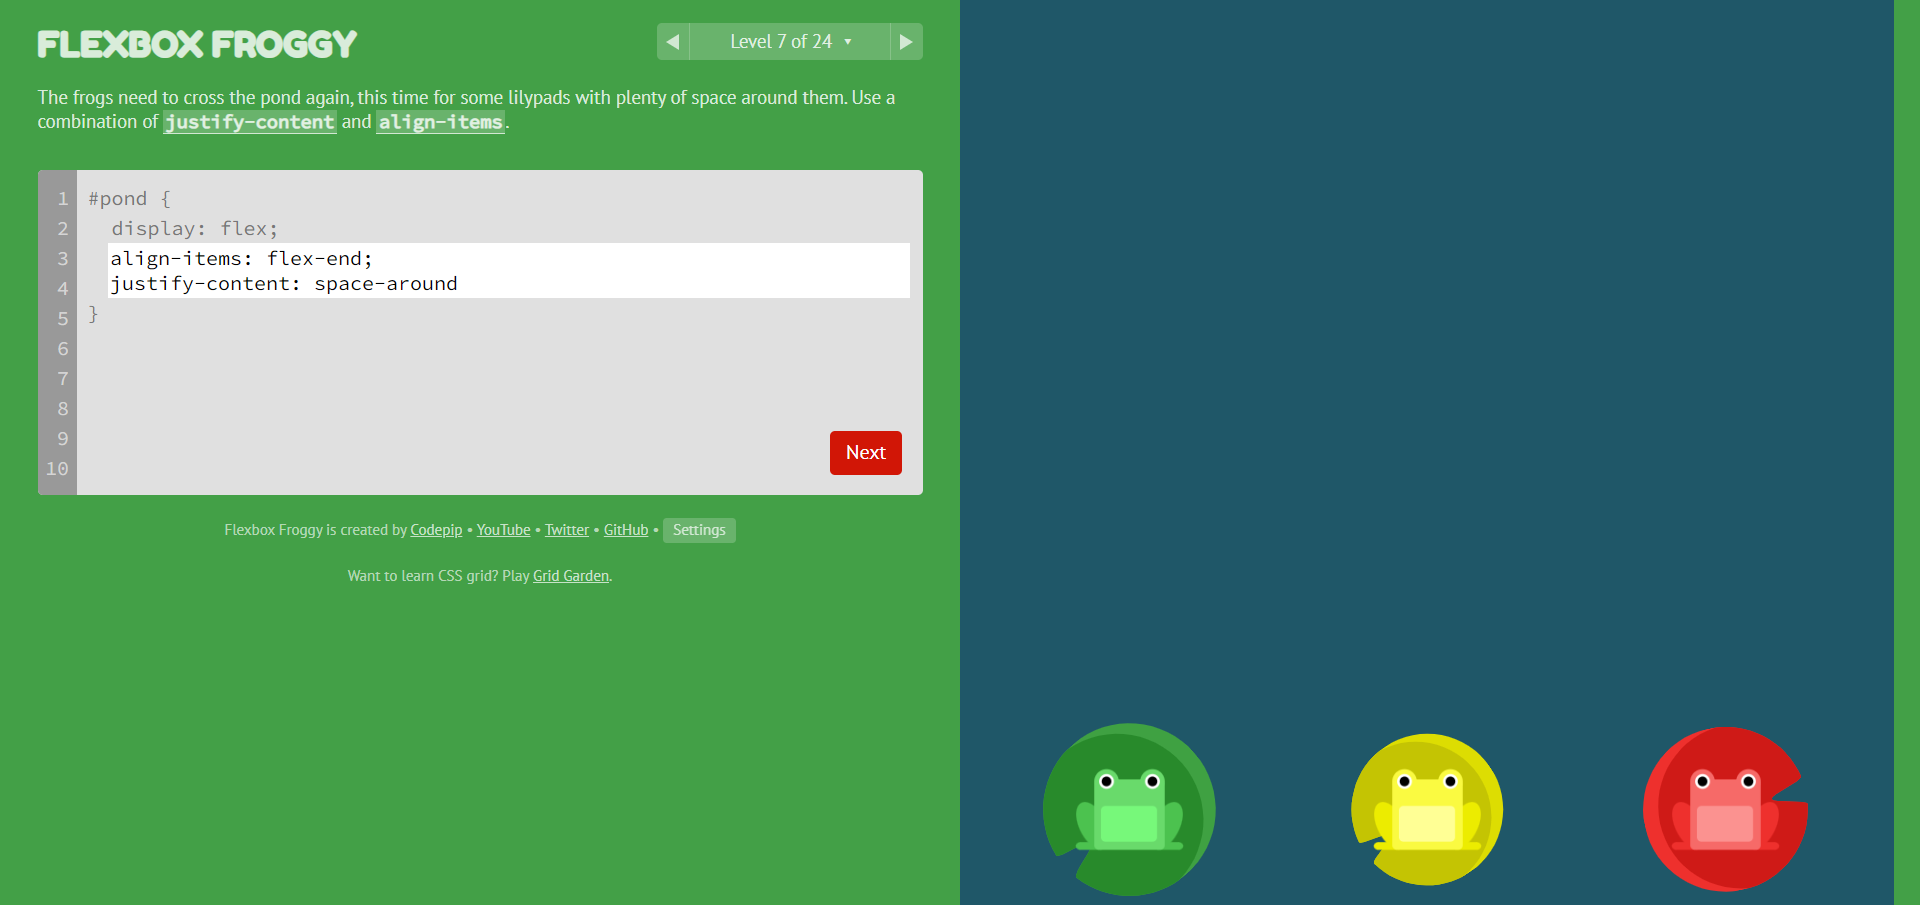 FLEXBOX FROGGY
Level 7 of 24
The frogs need to cross the pond again, this time for some lilypads with plenty of space around them. Use a
combination of justify-content and align-items.
1 #pond {
2 display: flex;
3 align-items: flex-end;
4 justify-content: space-around
5 }
6
7
8
9
10
Next
Flexbox Froggy is created by Codepip • YouTube • Twitter • GitHub • Settings
Want to learn CSS grid? Play Grid Garden.